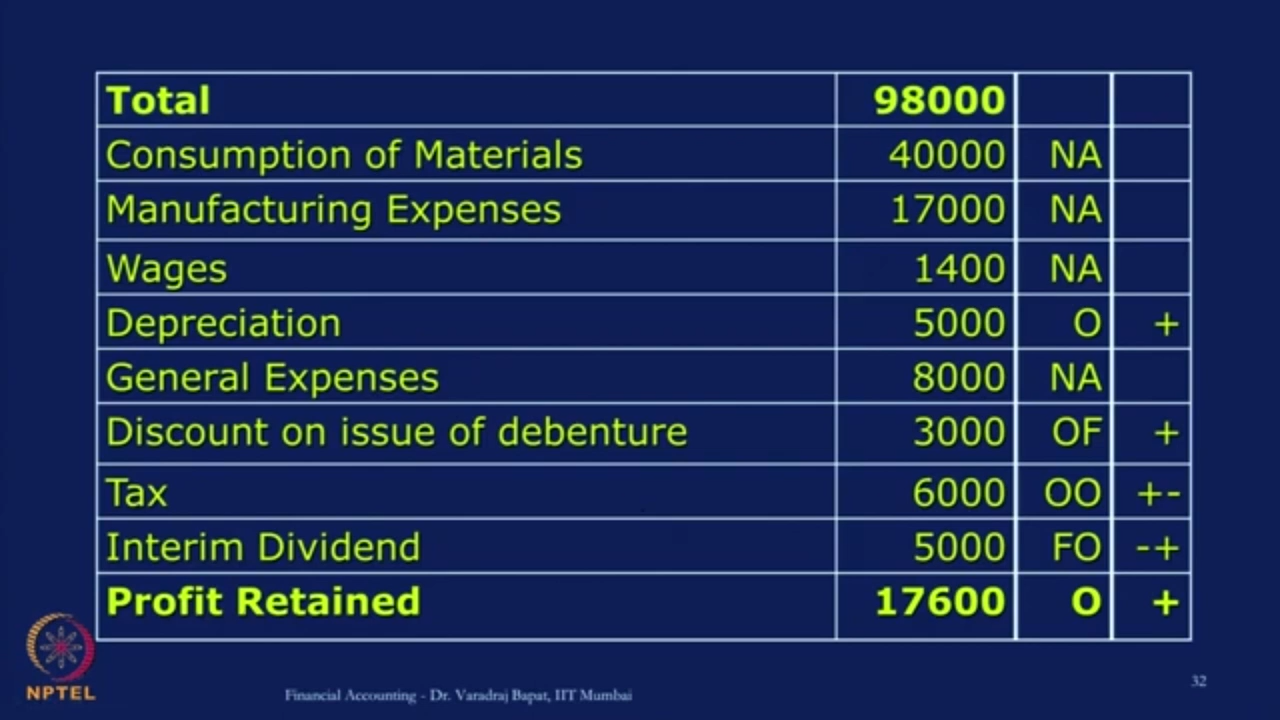 Total 98000
Consumption of Materials 40000 NA
Manufacturing Expenses 17000 NA
Wages 1400 NA
Depreciation 5000 O +
General Expenses 8000 NA
Discount on issue of debenture 3000 OF +
Tax 6000 OO +-
Interim Dividend 5000 FO -+
Profit Retained 17600 O +
NPTEL
Financial Accounting - Dr. Varadraj Bapat, IIT Mumbai
32